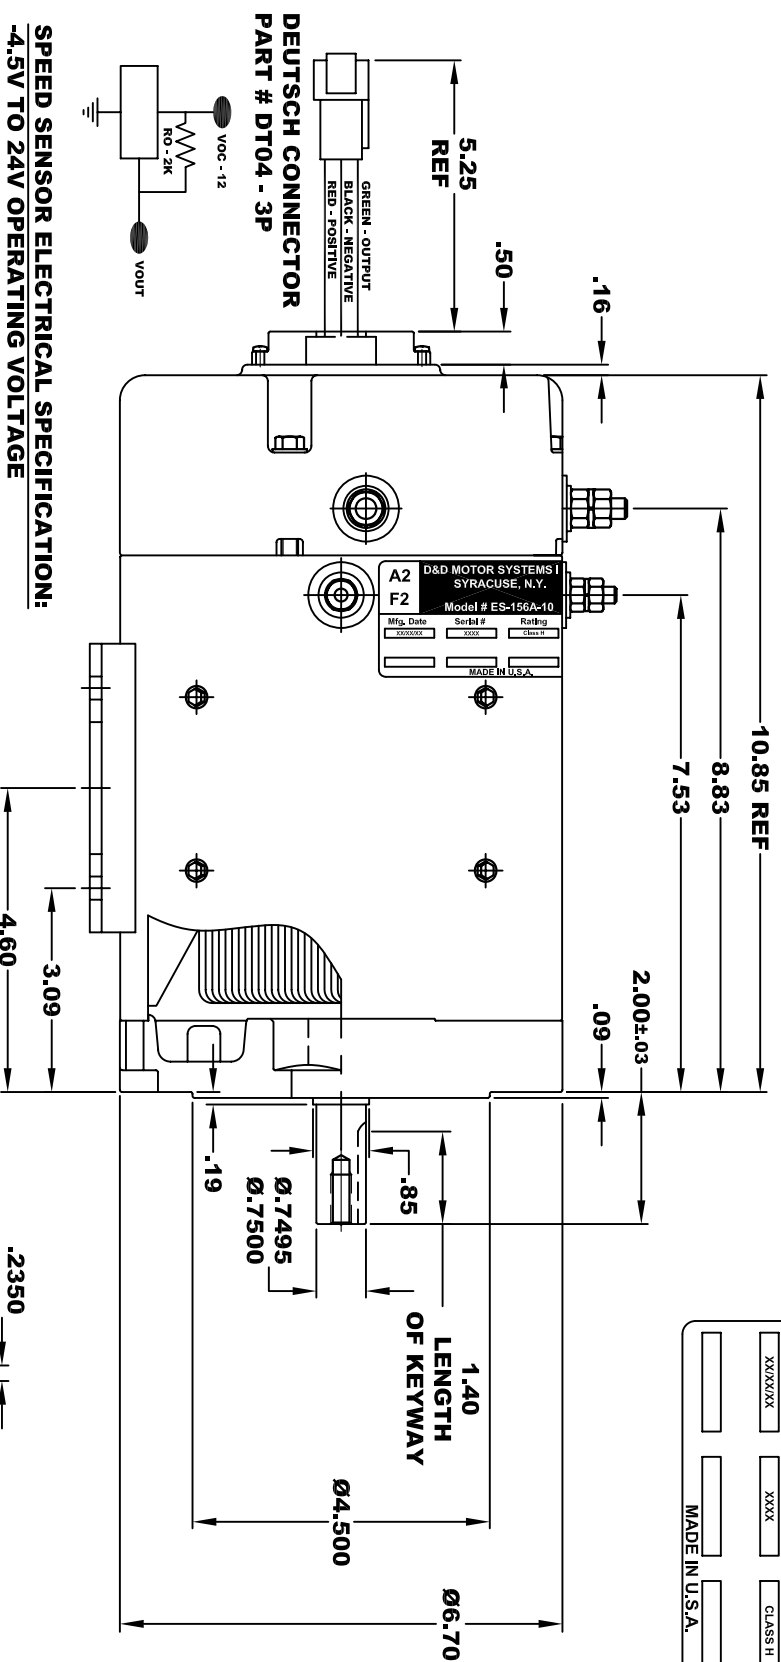 SPEED SENSOR ELECTRICAL SPECIFICATION:
-4.5V TO 24V OPERATING VOLTAGE
DEUTSCH CONNECTOR
PART # DT04 - 3P
VOC - 12
RO - 2K
VOUT
GREEN - OUTPUT
BLACK - NEGATIVE
RED - POSITIVE
5.25
REF
.50
.16
10.85 REF
8.83
7.53
2.00±.03
.09
A2
F2
D&D MOTOR SYSTEMS I
SYRACUSE, N.Y.
Model # ES-156A-10
Mfg. Date Serial # Rating
XX/XX/XX XXXX Class H
MADE IN U.S.A.
4.60
3.09
.19
.85
Ø.7495
Ø.7500
1.40
LENGTH
OF KEYWAY
Ø4.500
Ø6.70
.2350
XX/XX/XX XXXX CLASS H
MADE IN U.S.A.